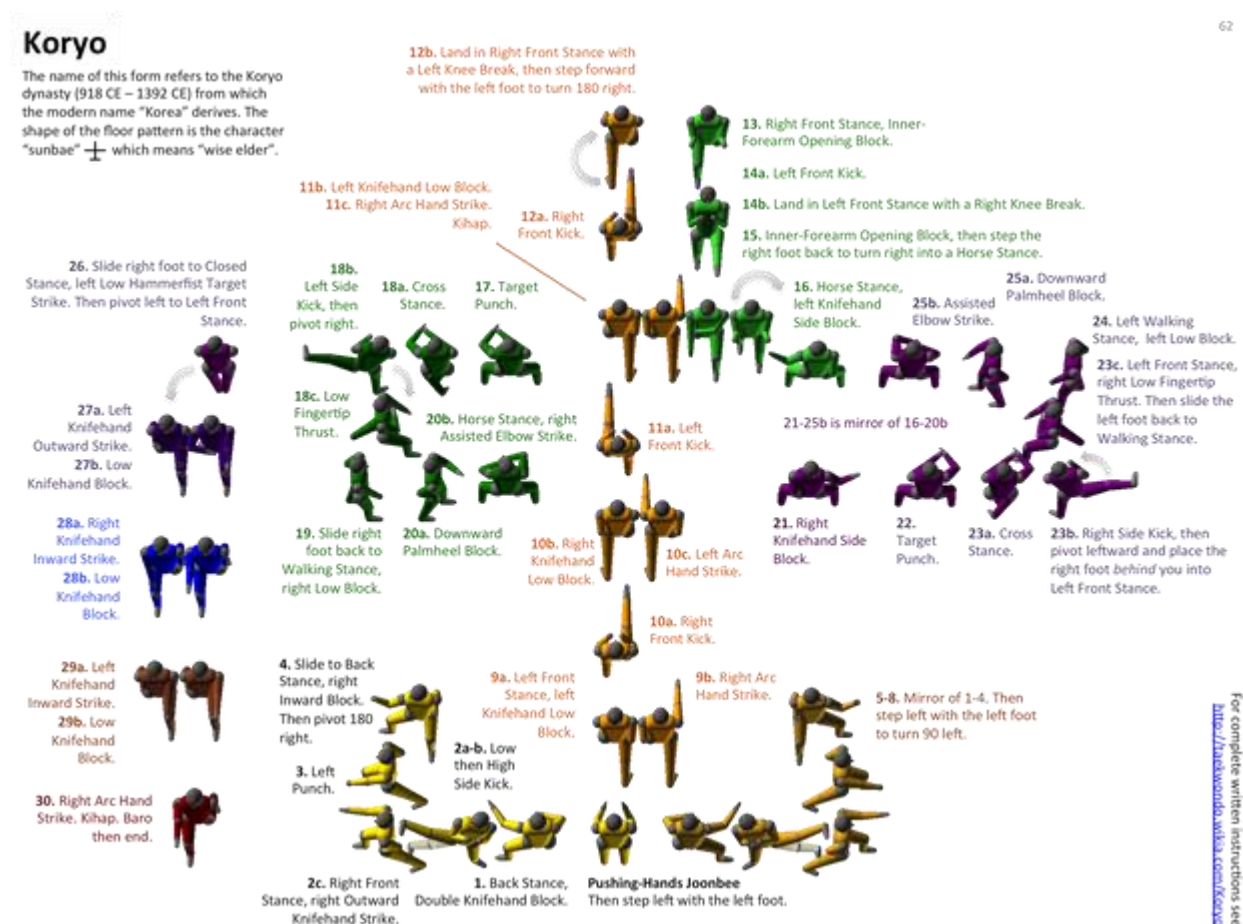 62
Koryo
The name of this form refers to the Koryo
dynasty (918 CE – 1392 CE) from which
the modern name “Korea” derives. The
shape of the floor pattern is the character
“sunbae” which means “wise elder”.
12b. Land in Right Front Stance with
a Left Knee Break, then step forward
with the left foot to turn 180 right.
13. Right Front Stance, Inner-
Forearm Opening Block.
14a. Left Front Kick.
14b. Land in Left Front Stance with a Right Knee Break.
15. Inner-Forearm Opening Block, then step the
right foot back to turn right into a Horse Stance.
11b. Left Knifehand Low Block.
11c. Right Arc Hand Strike.
Kihap.
12a. Right
Front Kick.
26. Slide right foot to Closed
Stance, left Low Hammerfist Target
Strike. Then pivot left to Left Front
Stance.
18b.
Left Side
Kick, then
pivot right.
18a. Cross
Stance.
17. Target
Punch.
16. Horse Stance,
left Knifehand
Side Block.
25b. Assisted
Elbow Strike.
25a. Downward
Palmheel Block.
24. Left Walking
Stance, left Low Block.
23c. Left Front Stance,
right Low Fingertip
Thrust. Then slide the
left foot back to
Walking Stance.
18c. Low
Fingertip
Thrust.
20b. Horse Stance, right
Assisted Elbow Strike.
11a. Left
Front Kick.
21-25b is mirror of 16-20b
27a. Left
Knifehand
Outward Strike.
27b. Low
Knifehand Block.
28a. Right
Knifehand
Inward Strike.
28b. Low
Knifehand
Block.
19. Slide right
foot back to
Walking Stance,
right Low Block.
20a. Downward
Palmheel Block.
10b. Right
Knifehand
Low Block.
10c. Left Arc
Hand Strike.
21. Right
Knifehand Side
Block.
22.
Target
Punch.
23a. Cross
Stance.
23b. Right Side Kick, then
pivot leftward and place the
right foot behind you into
Left Front Stance.
10a. Right
Front Kick.
29a. Left
Knifehand
Inward Strike.
29b. Low
Knifehand
Block.
4. Slide to Back
Stance, right
Inward Block.
Then pivot 180
right.
9a. Left Front
Stance, left
Knifehand Low
Block.
9b. Right Arc
Hand Strike.
5-8. Mirror of 1-4. Then
step left with the left foot
to turn 90 left.
3. Left
Punch.
2a-b. Low
then High
Side Kick.
30. Right Arc Hand
Strike. Kihap. Baro
then end.
2c. Right Front
Stance, right Outward
Knifehand Strike.
1. Back Stance,
Double Knifehand Block.
Pushing-Hands Joonbee
Then step left with the left foot.
For complete written instructions see
http://taekwondo.wikia.com/Koryo